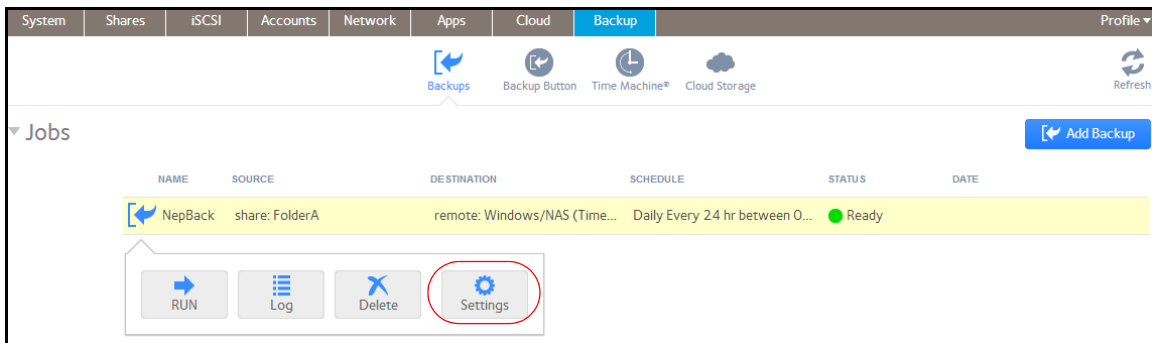 System Shares iSCSI Accounts Network Apps Cloud Backup Profile
Backups Backup Button Time Machine® Cloud Storage Refresh
Jobs
Add Backup
NAME SOURCE DESTINATION SCHEDULE STATUS DATE
NepBack share: FolderA remote: Windows/NAS (Time... Daily Every 24 hr between 0... Ready
RUN Log Delete Settings